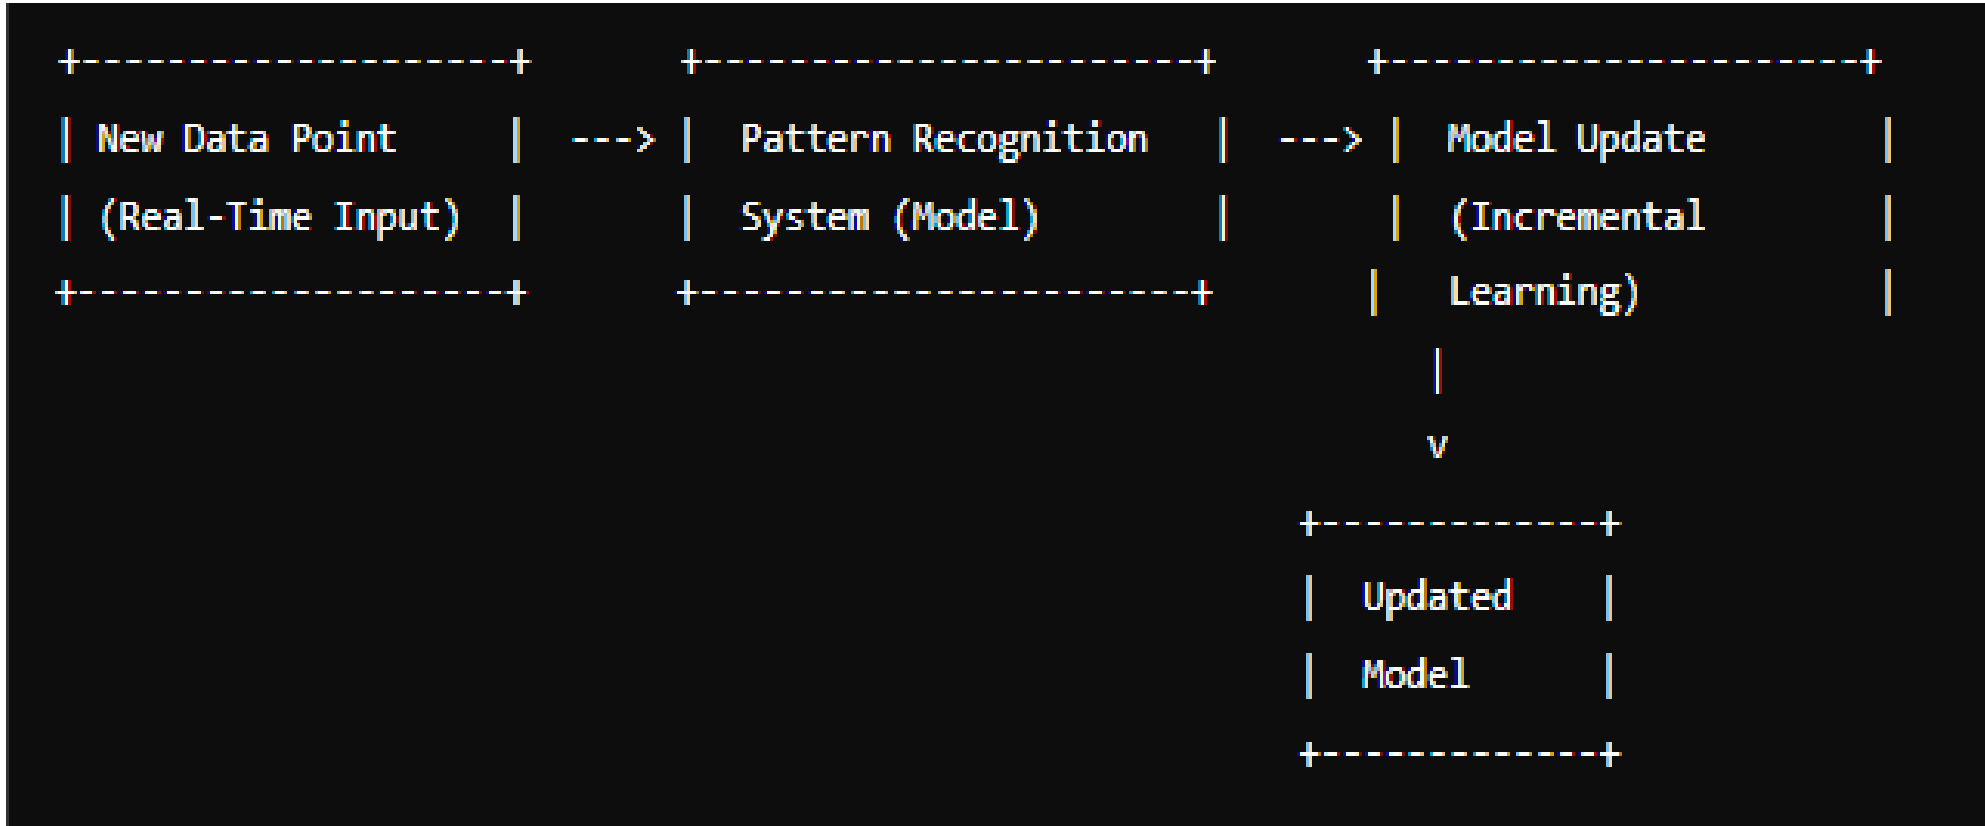 +--------------------+       +-----------------------+       +----------------------+
| New Data Point     |  ---> |  Pattern Recognition   |  ---> |  Model Update        |
| (Real-Time Input)  |       |  System (Model)        |       |  (Incremental        |
+--------------------+       +-----------------------+       |   Learning)           |
|
v
+-------------+
|  Updated    |
|  Model      |
+-------------+